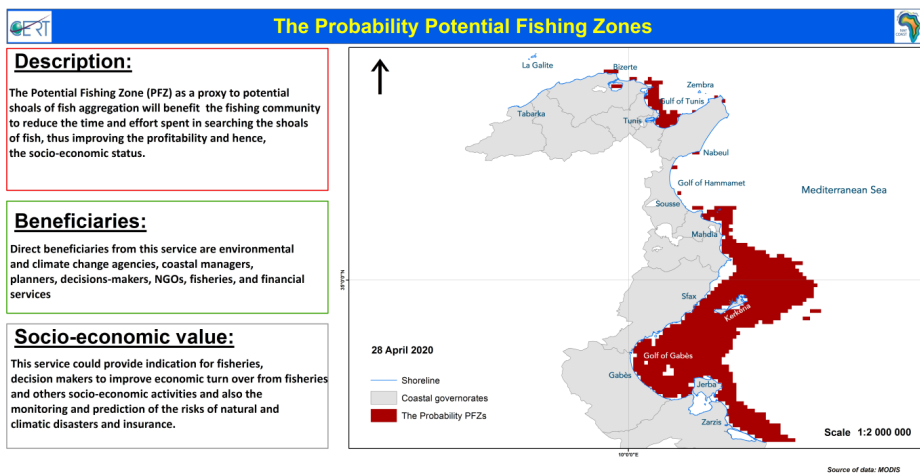 The Probability Potential Fishing Zones
CERT
Description:
The Potential Fishing Zone (PFZ) as a proxy to potential
shoals of fish aggregation will benefit the fishing community
to reduce the time and effort spent in searching the shoals
of fish, thus improving the profitability and hence,
the socio-economic status.
Beneficiaries:
Direct beneficiaries from this service are environmental
and climate change agencies, coastal managers,
planners, decisions-makers, NGOs, fisheries, and financial
services
Socio-economic value:
This service could provide indication for fisheries,
decision makers to improve economic turn over from fisheries
and others socio-economic activities and also the
monitoring and prediction of the risks of natural and
climatic disasters and insurance.
La Galite
Bizerte
Zembra
Gulf of Tunis
Tabarka
Tunis
Nabeul
Golf of Hammamet
Mediterranean Sea
Sousse
Mahdia
Sfax
Kerkena
Golf of Gabès
Gabès
Jerba
Zarzis
28 April 2020
Shoreline
Coastal governorates
The Probability PFZs
Scale 1:2 000 000
10°0'0"E
Source of data: MODIS